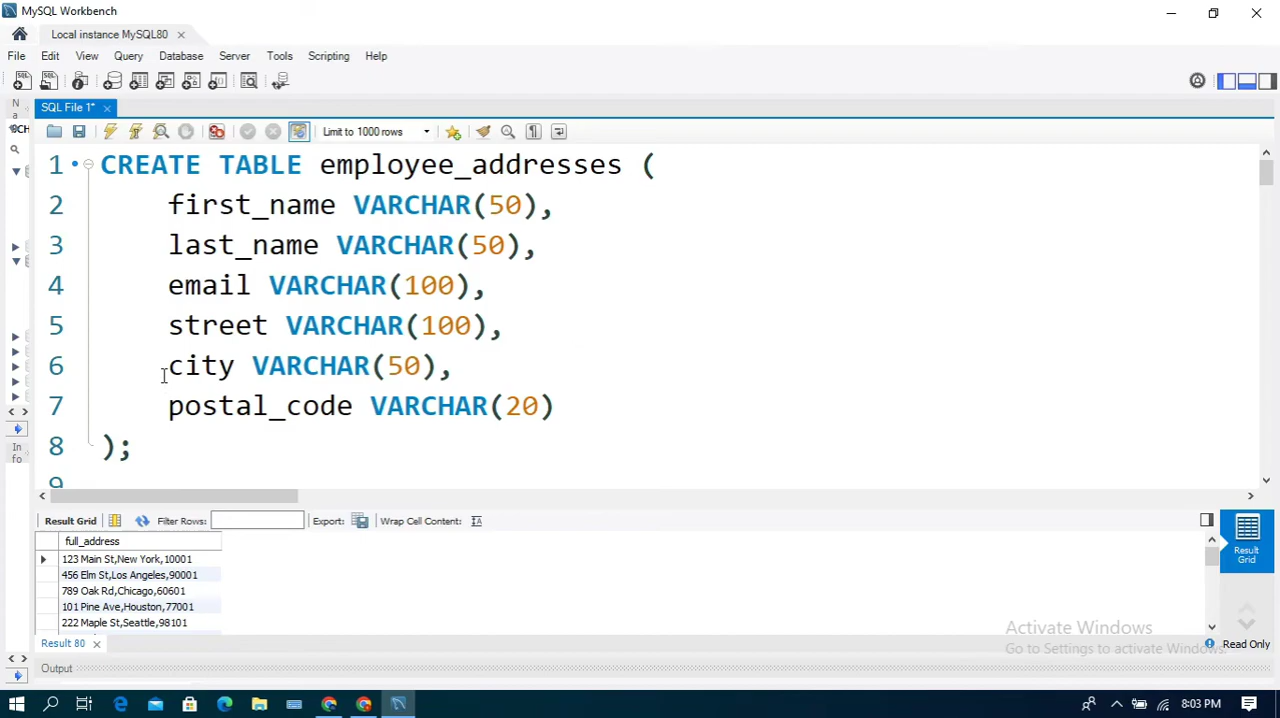 MySQL Workbench
Local instance MySQL80
File Edit View Query Database Server Tools Scripting Help
SQL File 1*
Limit to 1000 rows
1 CREATE TABLE employee_addresses (
2 first_name VARCHAR(50),
3 last_name VARCHAR(50),
4 email VARCHAR(100),
5 street VARCHAR(100),
6 city VARCHAR(50),
7 postal_code VARCHAR(20)
8 );
9
Result Grid Filter Rows: Export: Wrap Cell Content:
full_address
123 Main St,New York,10001
456 Elm St,Los Angeles,90001
789 Oak Rd,Chicago,60601
101 Pine Ave,Houston,77001
222 Maple St,Seattle,98101
Result Grid
Activate Windows
Go to Settings to activate Windows.
Result 80
Read Only
Output
8:03 PM